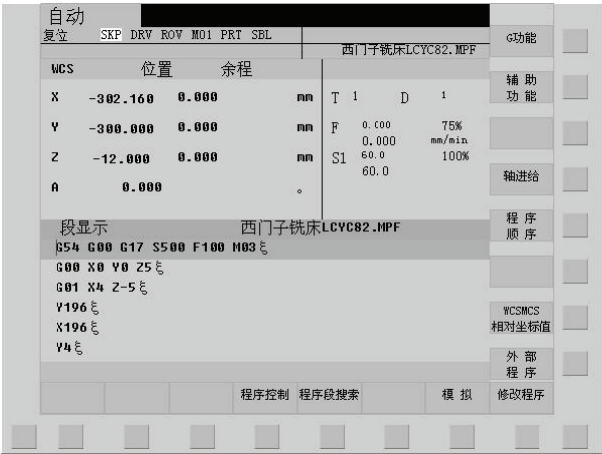 自动
复位 SKP DRV ROV M01 PRT SBL
西门子铣床LCYC82.MPF
WCS 位置 余程
X -302.160 0.000 mm
Y -300.000 0.000 mm
Z -12.000 0.000 mm
A 0.000 °
T 1 D 1
F 0.000 75%
0.000 mm/min
S1 60.0 100%
60.0
段显示 西门子铣床LCYC82.MPF
G54 G00 G17 S500 F100 M03ξ
G00 X0 Y0 Z5ξ
G01 X4 Z-5ξ
Y196ξ
X196ξ
Y4ξ
G功能
辅 助
功 能
轴进给
程 序
顺 序
WCSMCS
相对坐标值
外 部
程 序
程序控制 程序段搜索 模 拟 修改程序